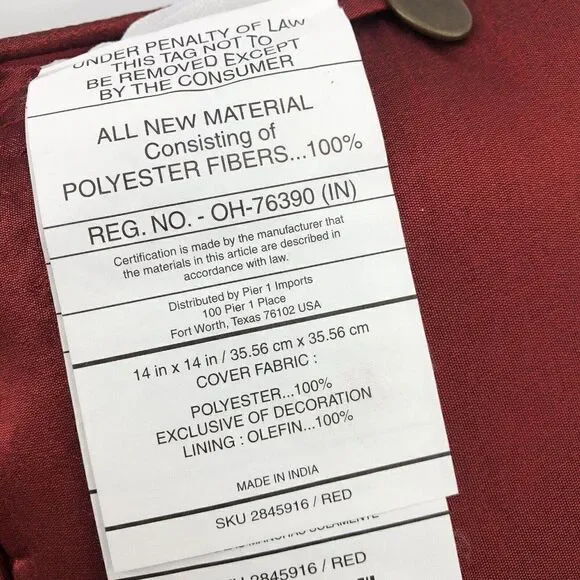 UNDER PENALTY OF LAW
THIS TAG NOT TO
BE REMOVED EXCEPT
BY THE CONSUMER
ALL NEW MATERIAL
Consisting of
POLYESTER FIBERS...100%
REG. NO. - OH-76390 (IN)
Certification is made by the manufacturer that
the materials in this article are described in
accordance with law.
Distributed by Pier 1 Imports
100 Pier 1 Place
Fort Worth, Texas 76102 USA
14 in x 14 in / 35.56 cm x 35.56 cm
COVER FABRIC :
POLYESTER...100%
EXCLUSIVE OF DECORATION
LINING : OLEFIN...100%
MADE IN INDIA
SKU 2845916 / RED
MANCHAS SOLAMENTE
2845916 / RED